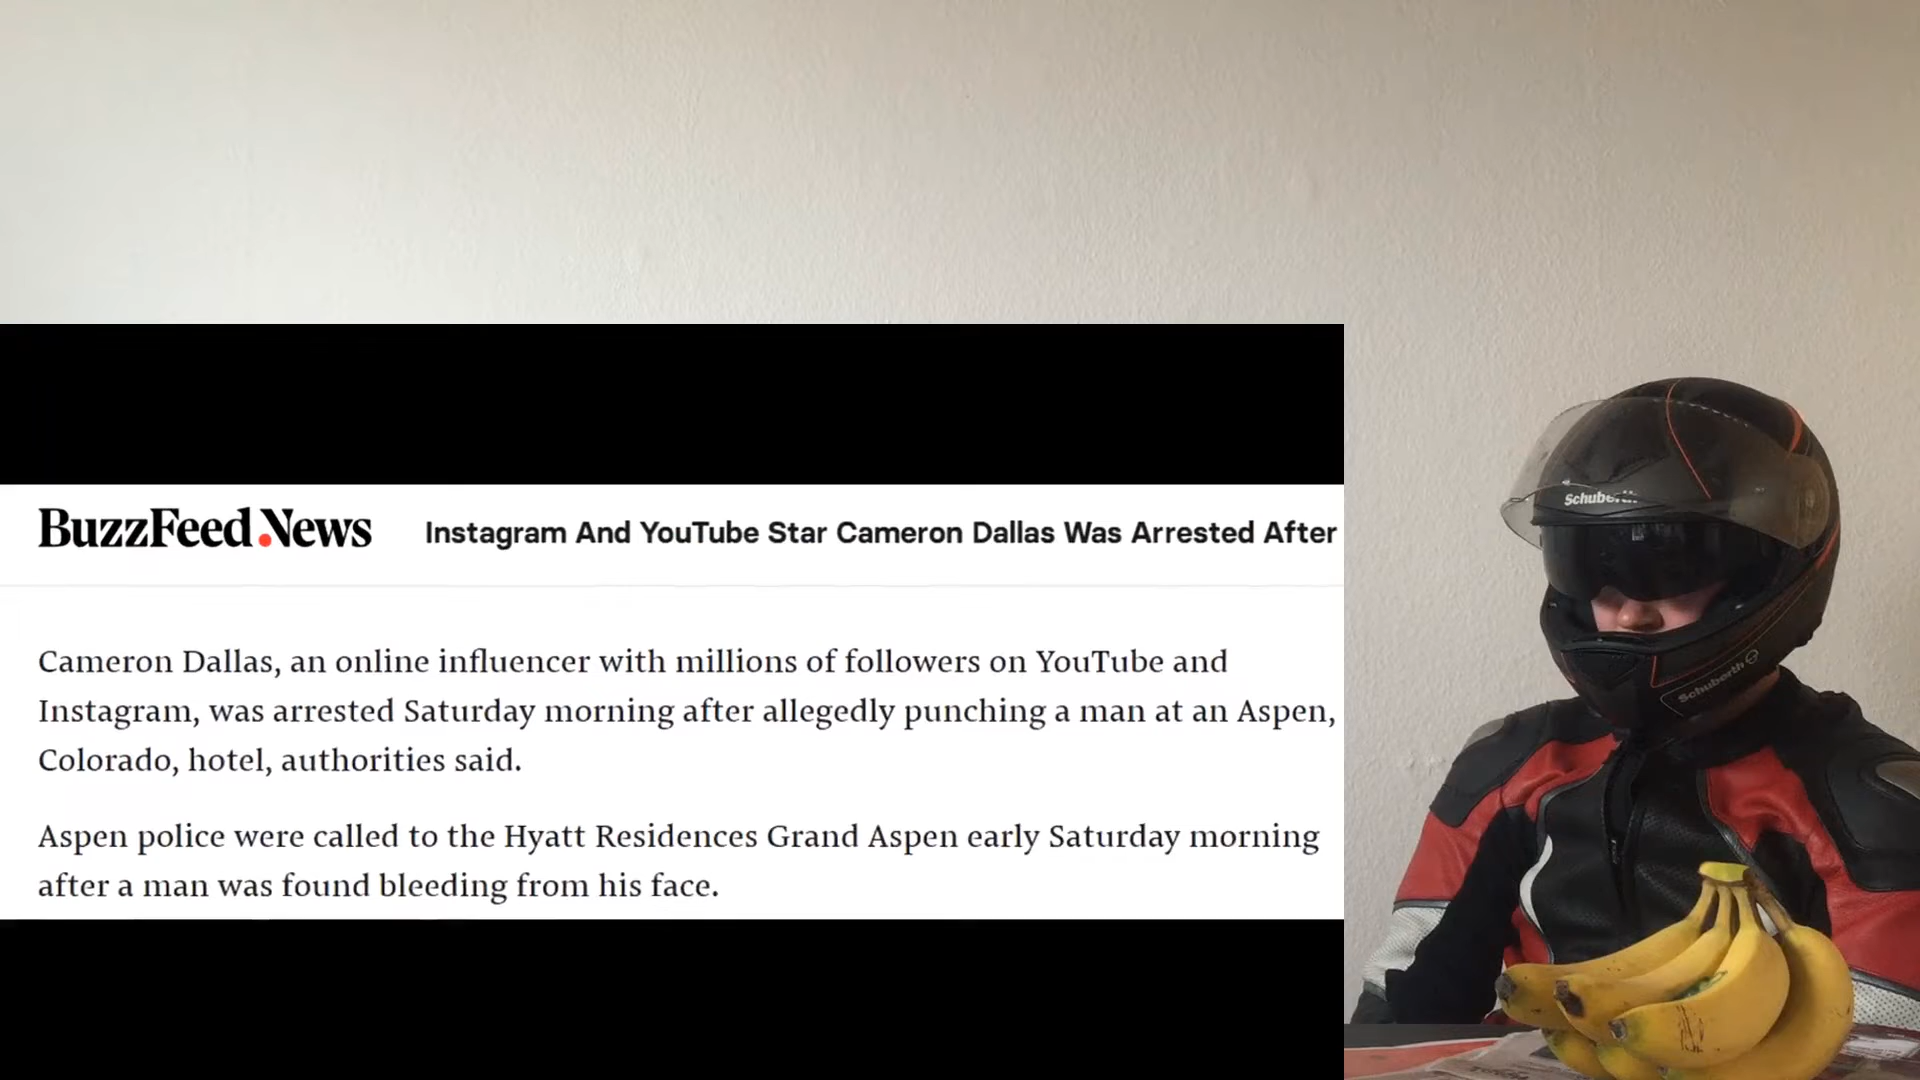 BuzzFeed News
Instagram And YouTube Star Cameron Dallas Was Arrested After
Cameron Dallas, an online influencer with millions of followers on YouTube and
Instagram, was arrested Saturday morning after allegedly punching a man at an Aspen,
Colorado, hotel, authorities said.
Aspen police were called to the Hyatt Residences Grand Aspen early Saturday morning
after a man was found bleeding from his face.
Schuberth
Schuberth